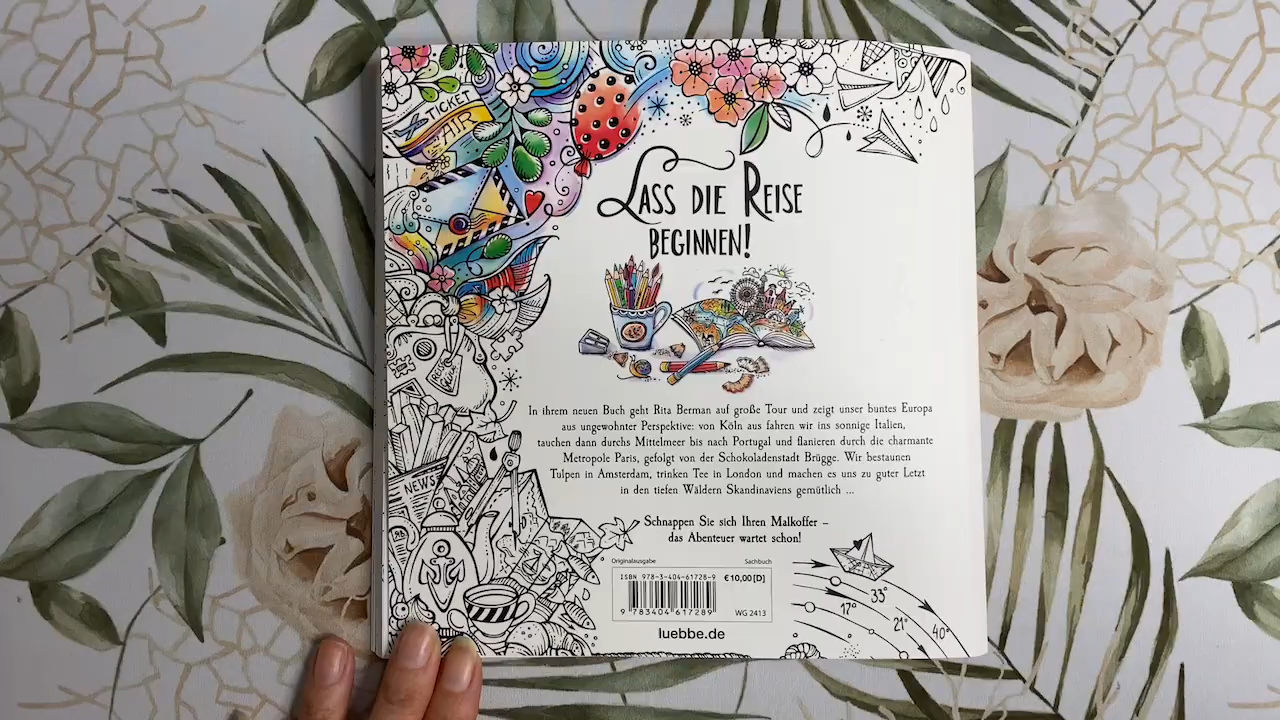 TICKET
AIR
LASS DIE REISE
BEGINNEN!
In ihrem neuen Buch geht Rita Berman auf große Tour und zeigt unser buntes Europa
aus ungewohnter Perspektive: von Köln aus fahren wir ins sonnige Italien,
tauchen dann durchs Mittelmeer bis nach Portugal und flanieren durch die charmante
Metropole Paris, gefolgt von der Schokoladenstadt Brügge. Wir bestaunen
Tulpen in Amsterdam, trinken Tee in London und machen es uns zu guter Letzt
in den tiefen Wäldern Skandinaviens gemütlich ...
NEWS
Schnappen Sie sich Ihren Malkoffer –
das Abenteuer wartet schon!
Originalausgabe Sachbuch
ISBN 978-3-404-61728-9 €10,00[D]
9 783404 617289 WG 2413
luebbe.de
33°
17°
21°
40°